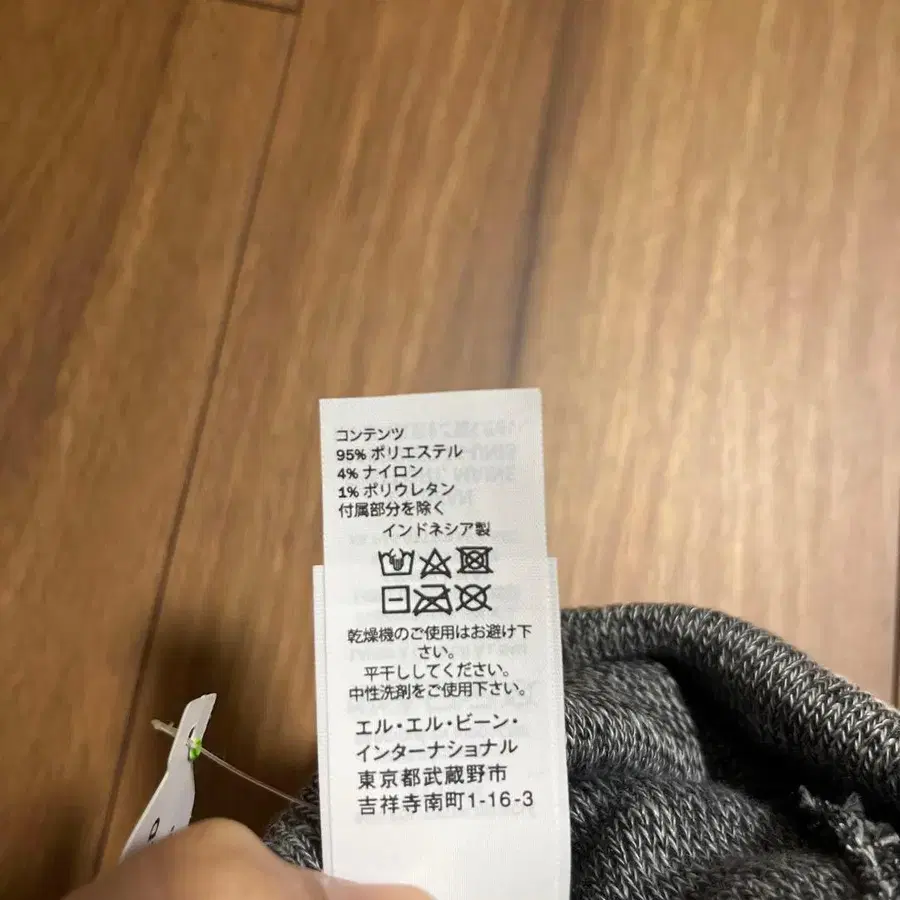 コンテンツ
95% ポリエステル
4% ナイロン
1% ポリウレタン
付属部分を除く
インドネシア製
乾燥機のご使用はお避け下
さい。
平干ししてください。
中性洗剤をご使用下さい。
エル・エル・ビーン・
インターナショナル
東京都武蔵野市
吉祥寺南町1-16-3